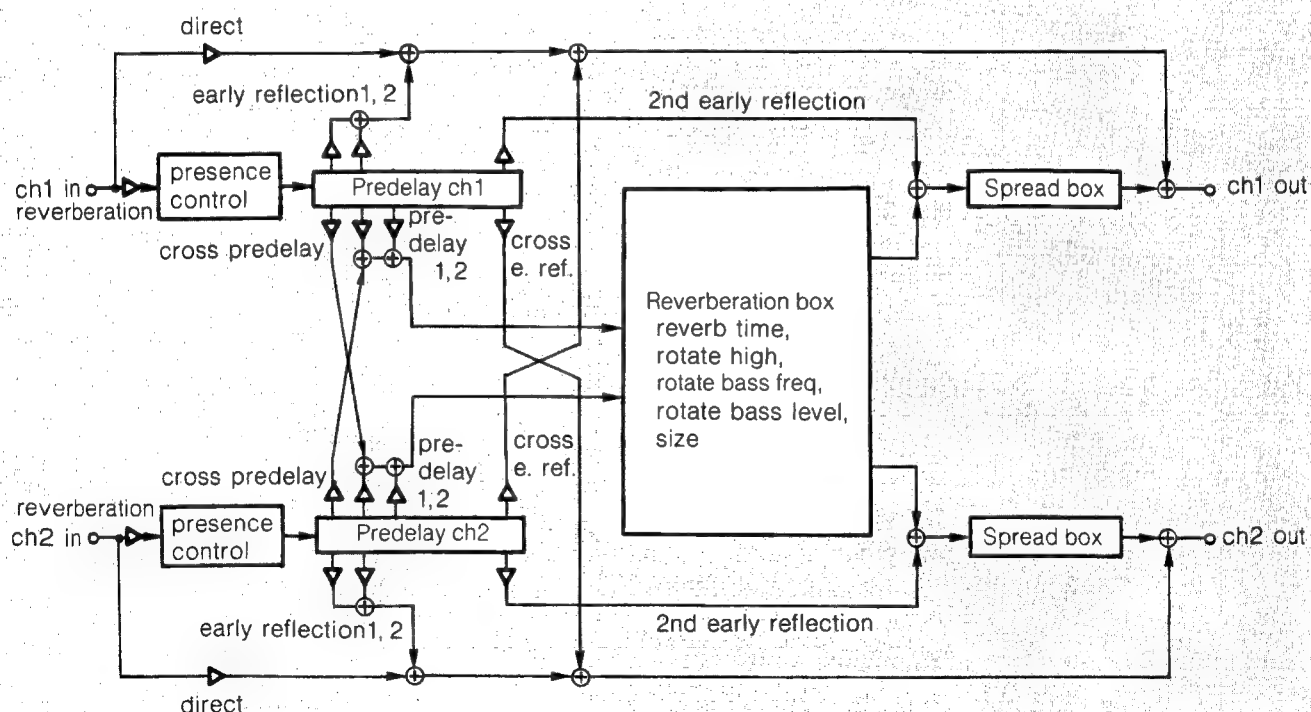 direct
early reflection1, 2
2nd early reflection
ch1 in
reverberation
presence
control
Predelay ch1
Spread box
ch1 out
cross predelay
pre-
delay
1,2
cross
e. ref.
Reverberation box
reverb time,
rotate high,
rotate bass freq,
rotate bass level,
size
cross predelay
pre-
delay
1,2
cross
e. ref.
reverberation
ch2 in
presence
control
Predelay ch2
Spread box
ch2 out
early reflection1, 2
2nd early reflection
direct